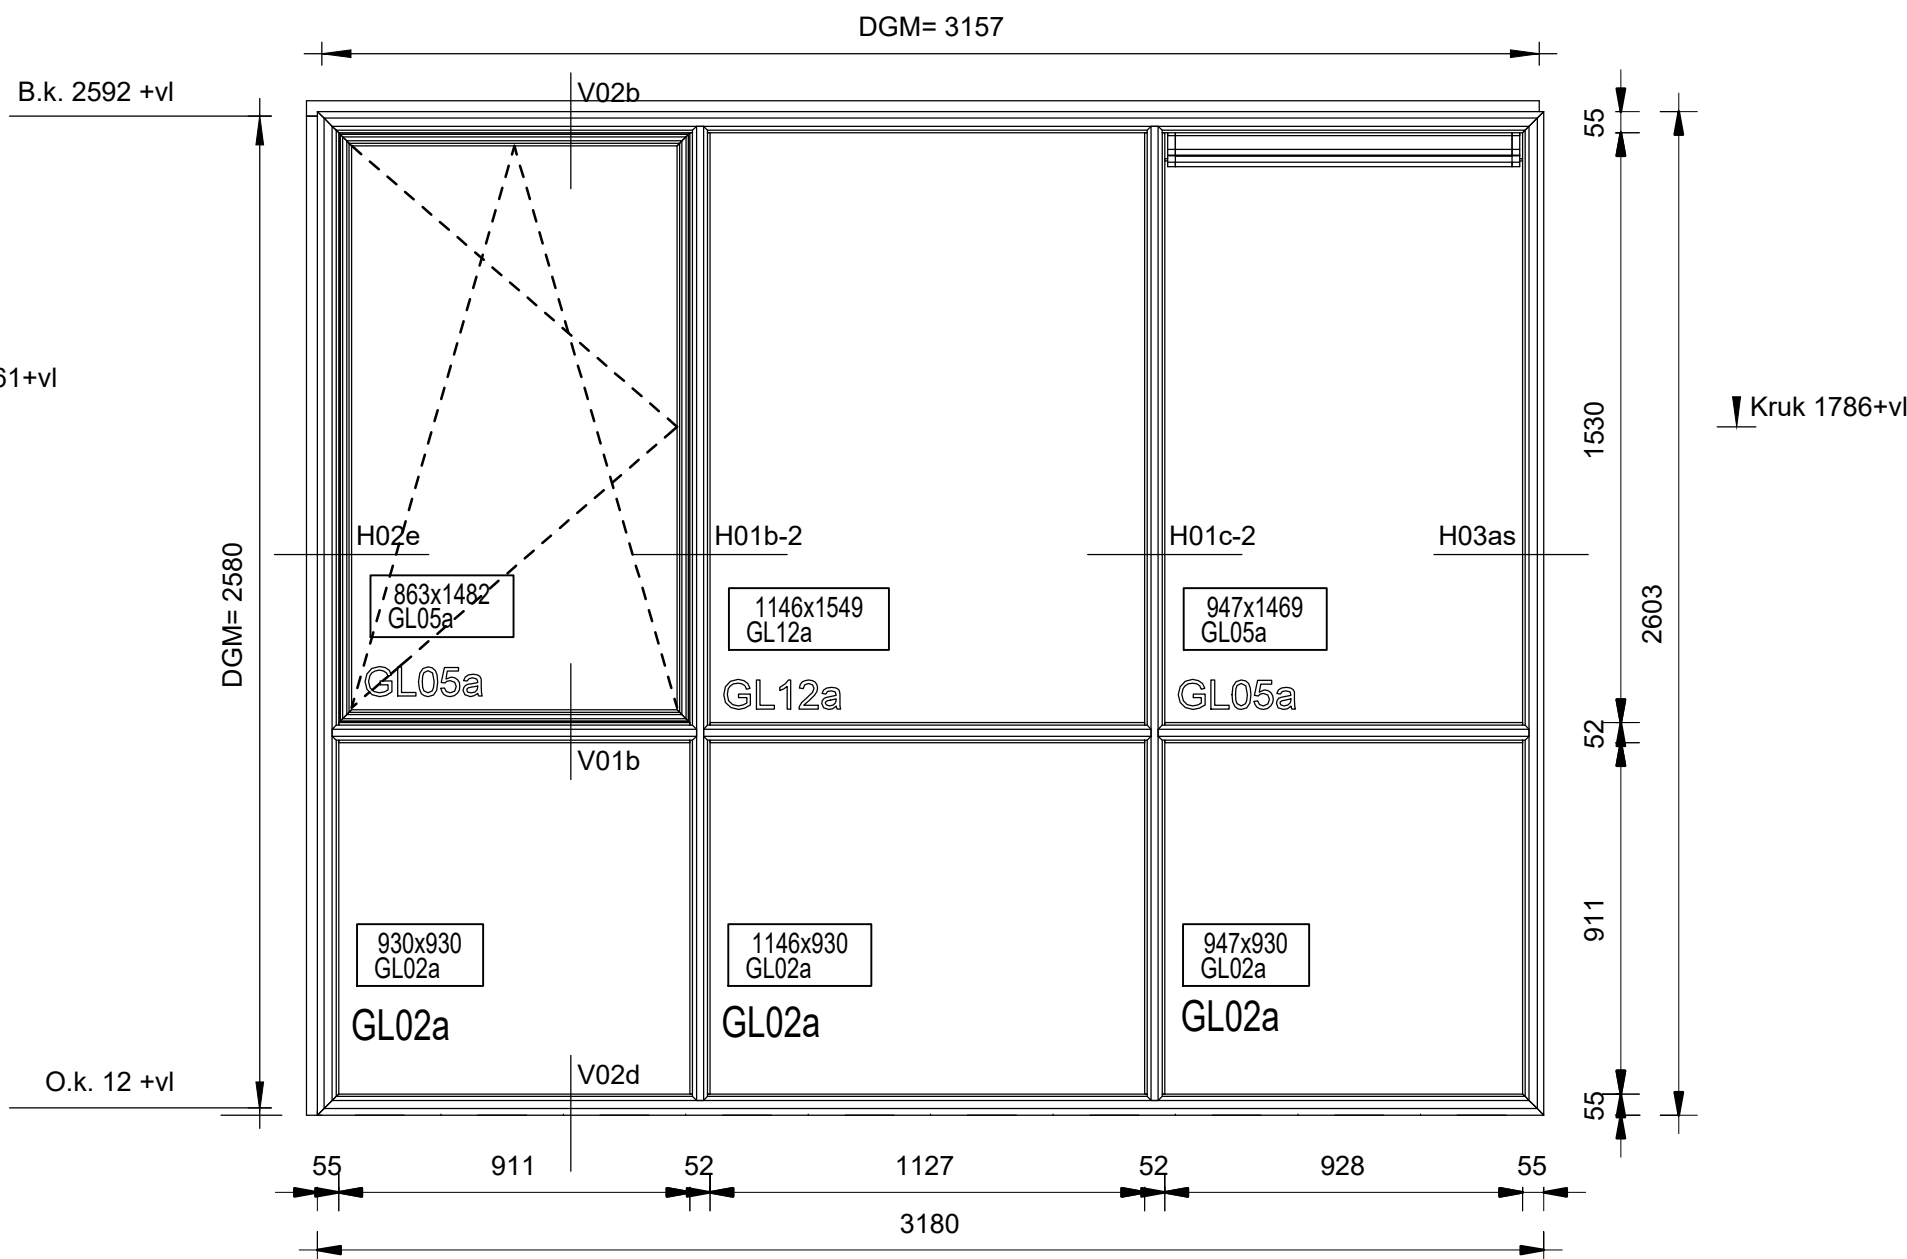 DGM= 3157
B.k. 2592 +vl
V02b
55
61+vl
Kruk 1786+vl
1530
H02e
H01b-2
H01c-2
H03as
DGM= 2580
2603
863x1482
GL05a
1146x1549
GL12a
947x1469
GL05a
GL05a
GL12a
GL05a
52
V01b
911
930x930
GL02a
1146x930
GL02a
947x930
GL02a
GL02a
GL02a
GL02a
O.k. 12 +vl
V02d
55
55
911
52
1127
52
928
55
3180